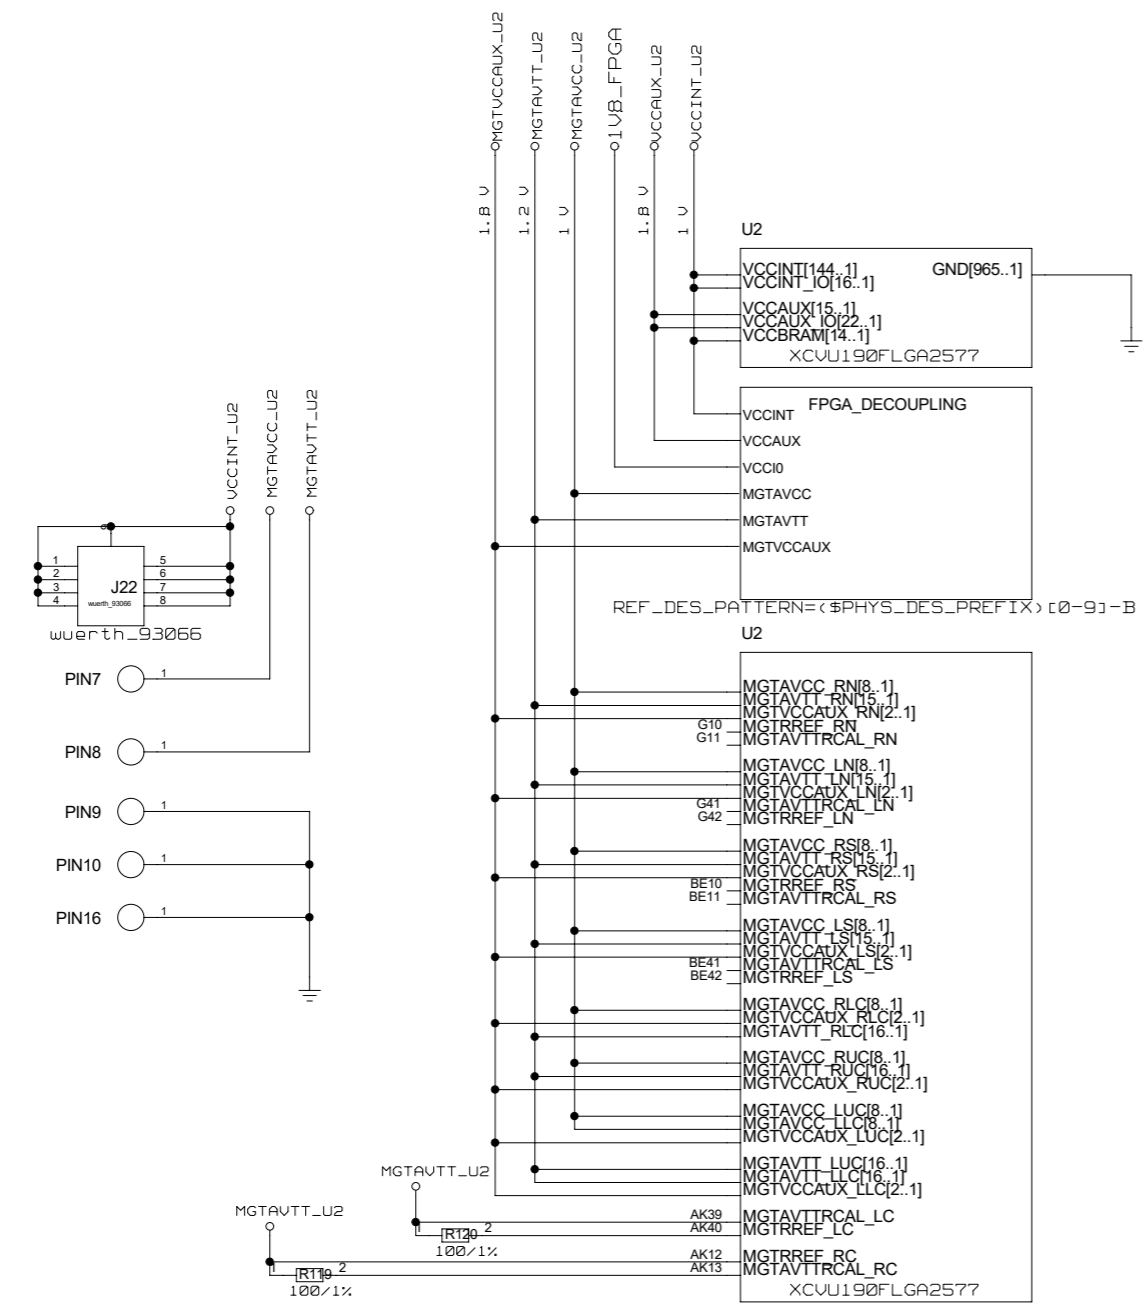 MGTVCCAUX_U2
MGTAVTT_U2
MGTAVCC_U2
1V8_FPGA
VCCAUX_U2
VCCINT_U2
1.8 V
1.2 V
1 V
1.8 V
1 V
U2
VCCINT[144..1]
GND[965..1]
VCCINT_IO[16..1]
VCCAUX[15..1]
VCCAUX_IO[22..1]
VCCBRAM[14..1]
XCVU190FLGA2577
FPGA_DECOUPLING
VCCINT
VCCAUX
VCCIO
MGTAVCC
MGTAVTT
MGTVCCAUX
REF_DES_PATTERN=($PHYS_DES_PREFIX)[0-9]-B
VCCINT_U2
MGTAVCC_U2
MGTAVTT_U2
1 5
2 6
3 7
4 8
J22
wuerth_93066
wuerth_93066
PIN7 1
PIN8 1
PIN9 1
PIN10 1
PIN16 1
U2
MGTAVCC_RN[8..1]
MGTAVTT_RN[15..1]
MGTVCCAUX_RN[2..1]
G10 MGTRREF_RN
G11 MGTAVTTRCAL_RN
MGTAVCC_LN[8..1]
MGTAVTT_LN[15..1]
MGTVCCAUX_LN[2..1]
G41 MGTAVTTRCAL_LN
G42 MGTRREF_LN
MGTAVCC_RS[8..1]
MGTAVTT_RS[15..1]
MGTVCCAUX_RS[2..1]
BE10 MGTRREF_RS
BE11 MGTAVTTRCAL_RS
MGTAVCC_LS[8..1]
MGTAVTT_LS[15..1]
MGTVCCAUX_LS[2..1]
BE41 MGTAVTTRCAL_LS
BE42 MGTRREF_LS
MGTAVCC_RLC[8..1]
MGTVCCAUX_RLC[2..1]
MGTAVTT_RLC[16..1]
MGTAVCC_RUC[8..1]
MGTAVTT_RUC[16..1]
MGTVCCAUX_RUC[2..1]
MGTAVCC_LUC[8..1]
MGTAVCC_LLC[8..1]
MGTVCCAUX_LUC[2..1]
MGTAVTT_LUC[16..1]
MGTAVTT_LLC[16..1]
MGTVCCAUX_LLC[2..1]
MGTAVTT_U2
AK39 MGTAVTTRCAL_LC
1 R120 2 AK40 MGTRREF_LC
100/1%
MGTAVTT_U2
AK12 MGTRREF_RC
1 R119 2 AK13 MGTAVTTRCAL_RC
100/1%
XCVU190FLGA2577